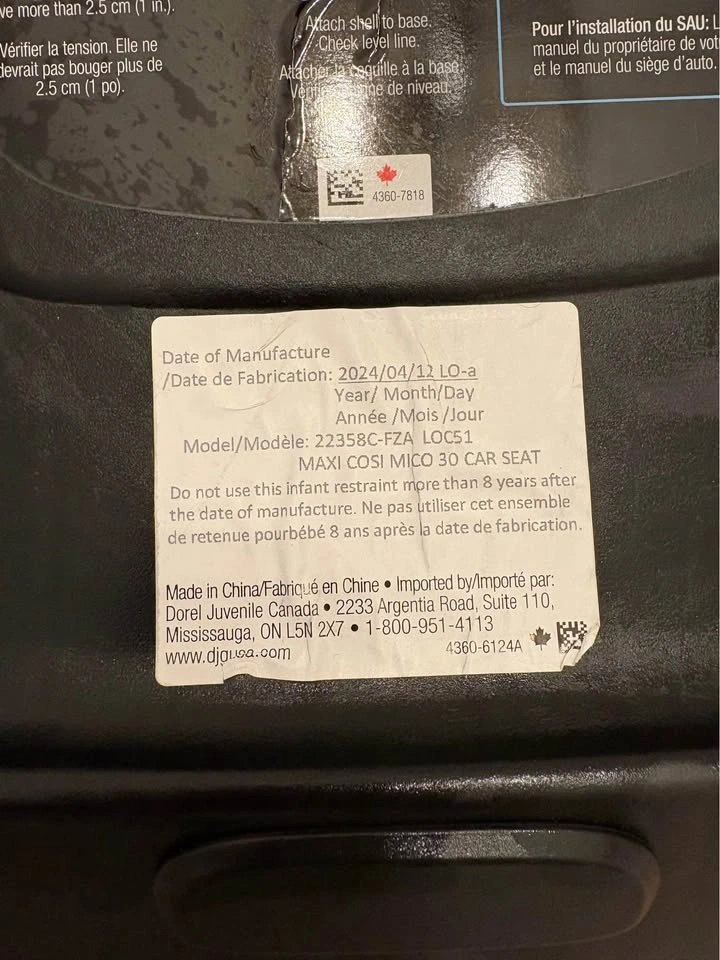 ve more than 2.5 cm (1 in.).
Vérifier la tension. Elle ne
devrait pas bouger plus de
2.5 cm (1 po).
Attach shell to base.
Check level line.
Attacher la coquille à la base.
de niveau.
Pour l'installation du SAU: L
manuel du propriétaire de vot
et le manuel du siège d'auto.
4360-7818
Date of Manufacture
/Date de Fabrication: 2024/04/12 LO-a
Year/ Month/Day
Année /Mois /Jour
Model/Modèle: 22358C-FZA LOC51
MAXI COSI MICO 30 CAR SEAT
Do not use this infant restraint more than 8 years after
the date of manufacture. Ne pas utiliser cet ensemble
de retenue pourbébé 8 ans après la date de fabrication.
Made in China/Fabriqué en Chine • Imported by/Importé par:
Dorel Juvenile Canada • 2233 Argentia Road, Suite 110,
Mississauga, ON L5N 2X7 • 1-800-951-4113
www.djgusa.com
4360-6124A